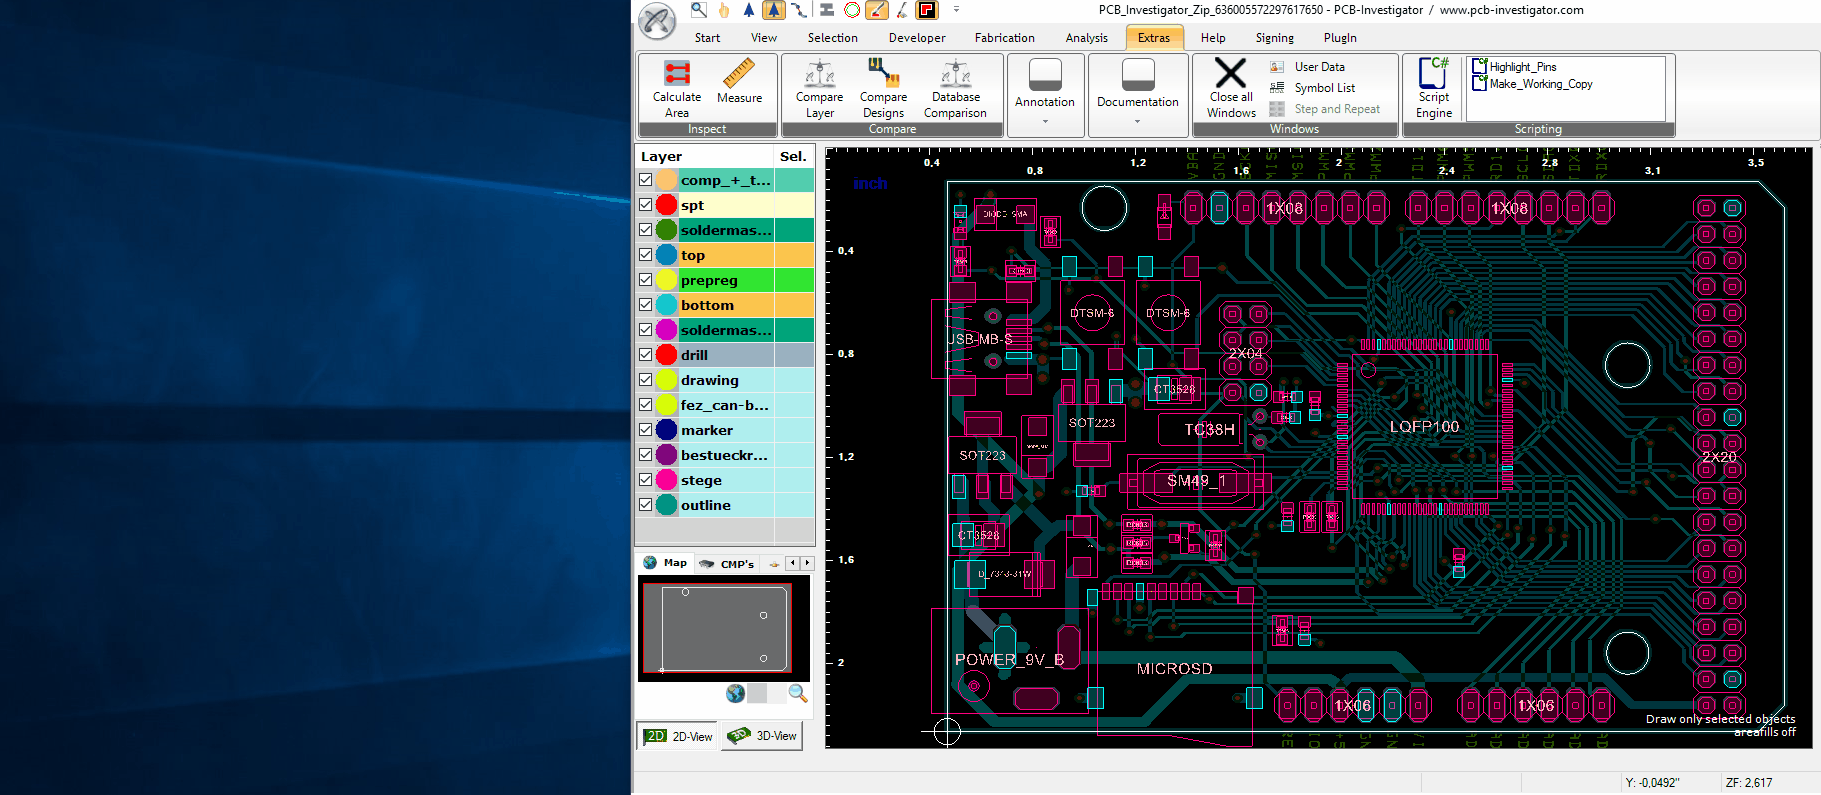 PCB_Investigator_Zip_636005572297617650 - PCB-Investigator / www.pcb-investigator.com
Start View Selection Developer Fabrication Analysis Extras Help Signing PlugIn
Calculate Area
Measure
Inspect
Compare Layer
Compare Designs
Database Comparison
Compare
Annotation
Documentation
Close all Windows
User Data
Symbol List
Step and Repeat
Windows
C#
Script Engine
Highlight_Pins
Make_Working_Copy
Scripting
Layer Sel.
comp_+_t...
spt
soldermas...
top
prepreg
bottom
soldermas...
drill
drawing
fez_can-b...
marker
bestueckr...
stege
outline
Map CMP's
2D 2D-View 3D-View
inch
0.4 0.8 1.2 1.6 2 2.4 2.8 3.1 3.5
0.4
0.8
1.2
1.6
2
GND
1X08 1X08
DTSM-6 DTSM-6
USB-MB-S
2X04
CT3528
SOT223
TC38H
LQFP100
SOT223
2X20
SM49_1
CT3528
POWER_9V_B
MICROSD
1X06 1X06
Draw only selected objects
areafills off
Y: -0,0492" ZF: 2,617